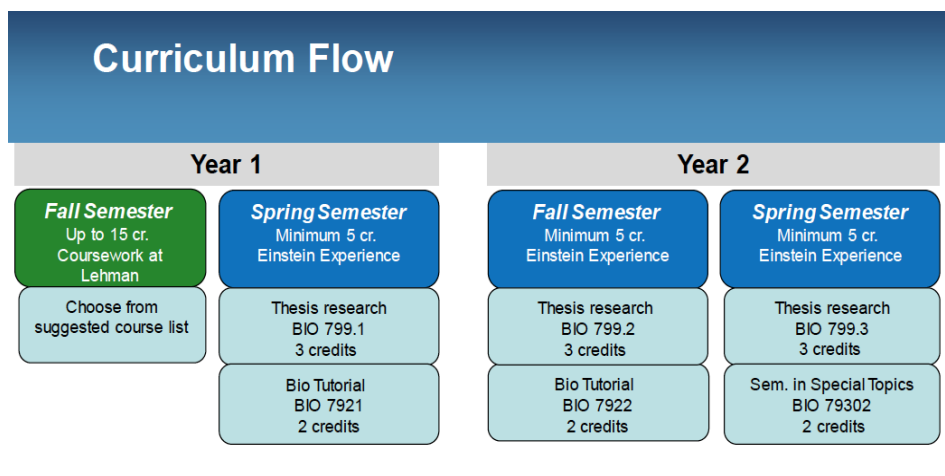 Curriculum Flow
Year 1
Fall Semester
Up to 15 cr.
Coursework at
Lehman
Choose from
suggested course list
Spring Semester
Minimum 5 cr.
Einstein Experience
Thesis research
BIO 799.1
3 credits
Bio Tutorial
BIO 7921
2 credits
Year 2
Fall Semester
Minimum 5 cr.
Einstein Experience
Thesis research
BIO 799.2
3 credits
Bio Tutorial
BIO 7922
2 credits
Spring Semester
Minimum 5 cr.
Einstein Experience
Thesis research
BIO 799.3
3 credits
Sem. in Special Topics
BIO 79302
2 credits